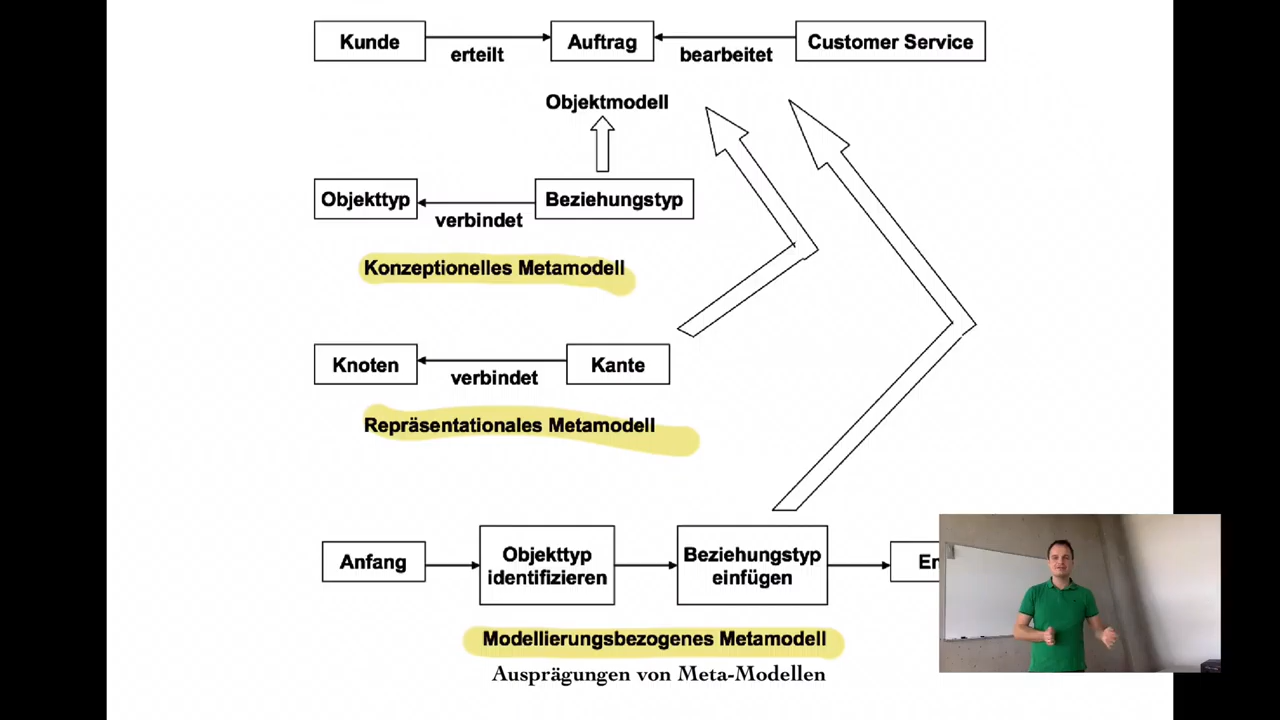 Kunde
erteilt
Auftrag
bearbeitet
Customer Service
Objektmodell
Objekttyp
verbindet
Beziehungstyp
Konzeptionelles Metamodell
Knoten
verbindet
Kante
Repräsentationales Metamodell
Anfang
Objekttyp
identifizieren
Beziehungstyp
einfügen
Modellierungsbezogenes Metamodell
Ausprägungen von Meta-Modellen